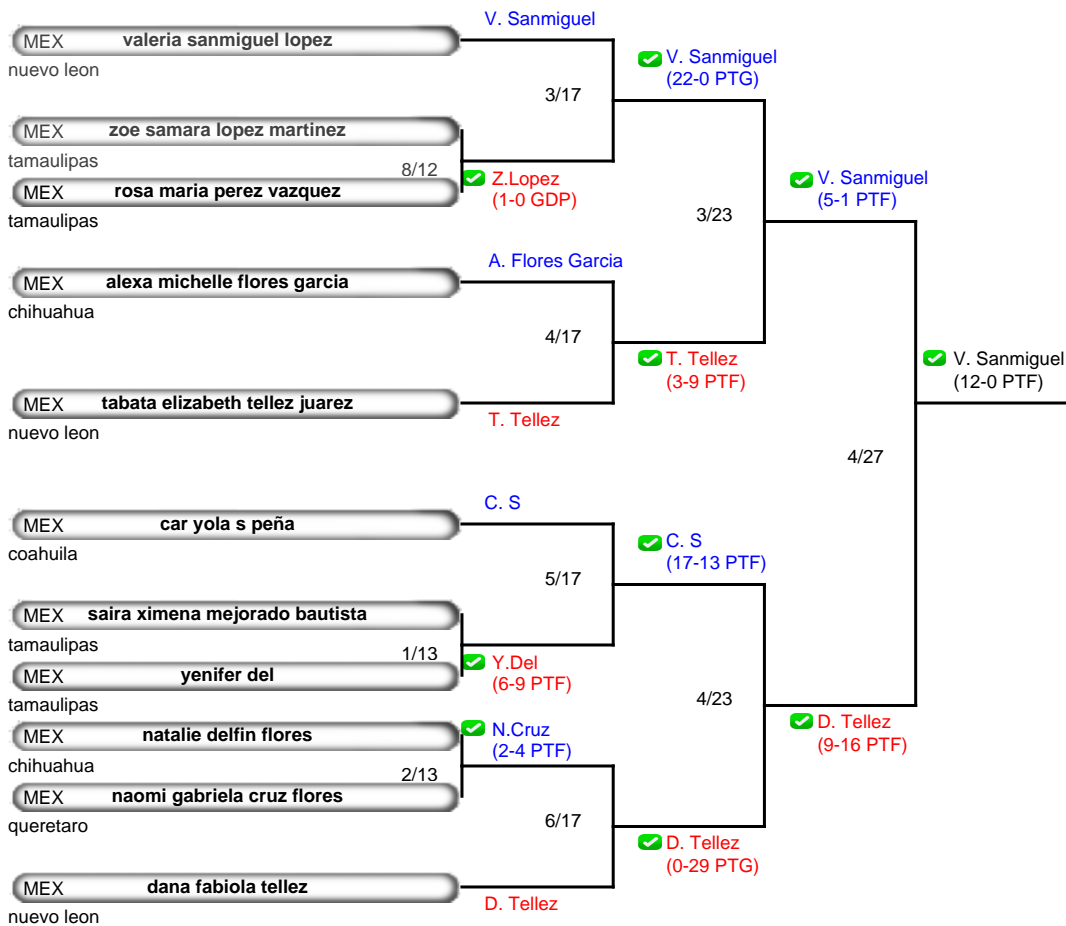 V. Sanmiguel
MEX valeria sanmiguel lopez
nuevo leon
V. Sanmiguel
(22-0 PTG)
3/17
MEX zoe samara lopez martinez
tamaulipas
8/12
Z.Lopez
(1-0 GDP)
MEX rosa maria perez vazquez
tamaulipas
V. Sanmiguel
(5-1 PTF)
3/23
A. Flores Garcia
MEX alexa michelle flores garcia
chihuahua
4/17
T. Tellez
(3-9 PTF)
MEX tabata elizabeth tellez juarez
nuevo leon
T. Tellez
V. Sanmiguel
(12-0 PTF)
4/27
C. S
MEX car yola s peña
coahuila
C. S
(17-13 PTF)
5/17
MEX saira ximena mejorado bautista
tamaulipas
1/13
Y.Del
(6-9 PTF)
MEX yenifer del
tamaulipas
4/23
D. Tellez
(9-16 PTF)
MEX natalie delfin flores
chihuahua
N.Cruz
(2-4 PTF)
2/13
MEX naomi gabriela cruz flores
queretaro
6/17
D. Tellez
(0-29 PTG)
MEX dana fabiola tellez
nuevo leon
D. Tellez